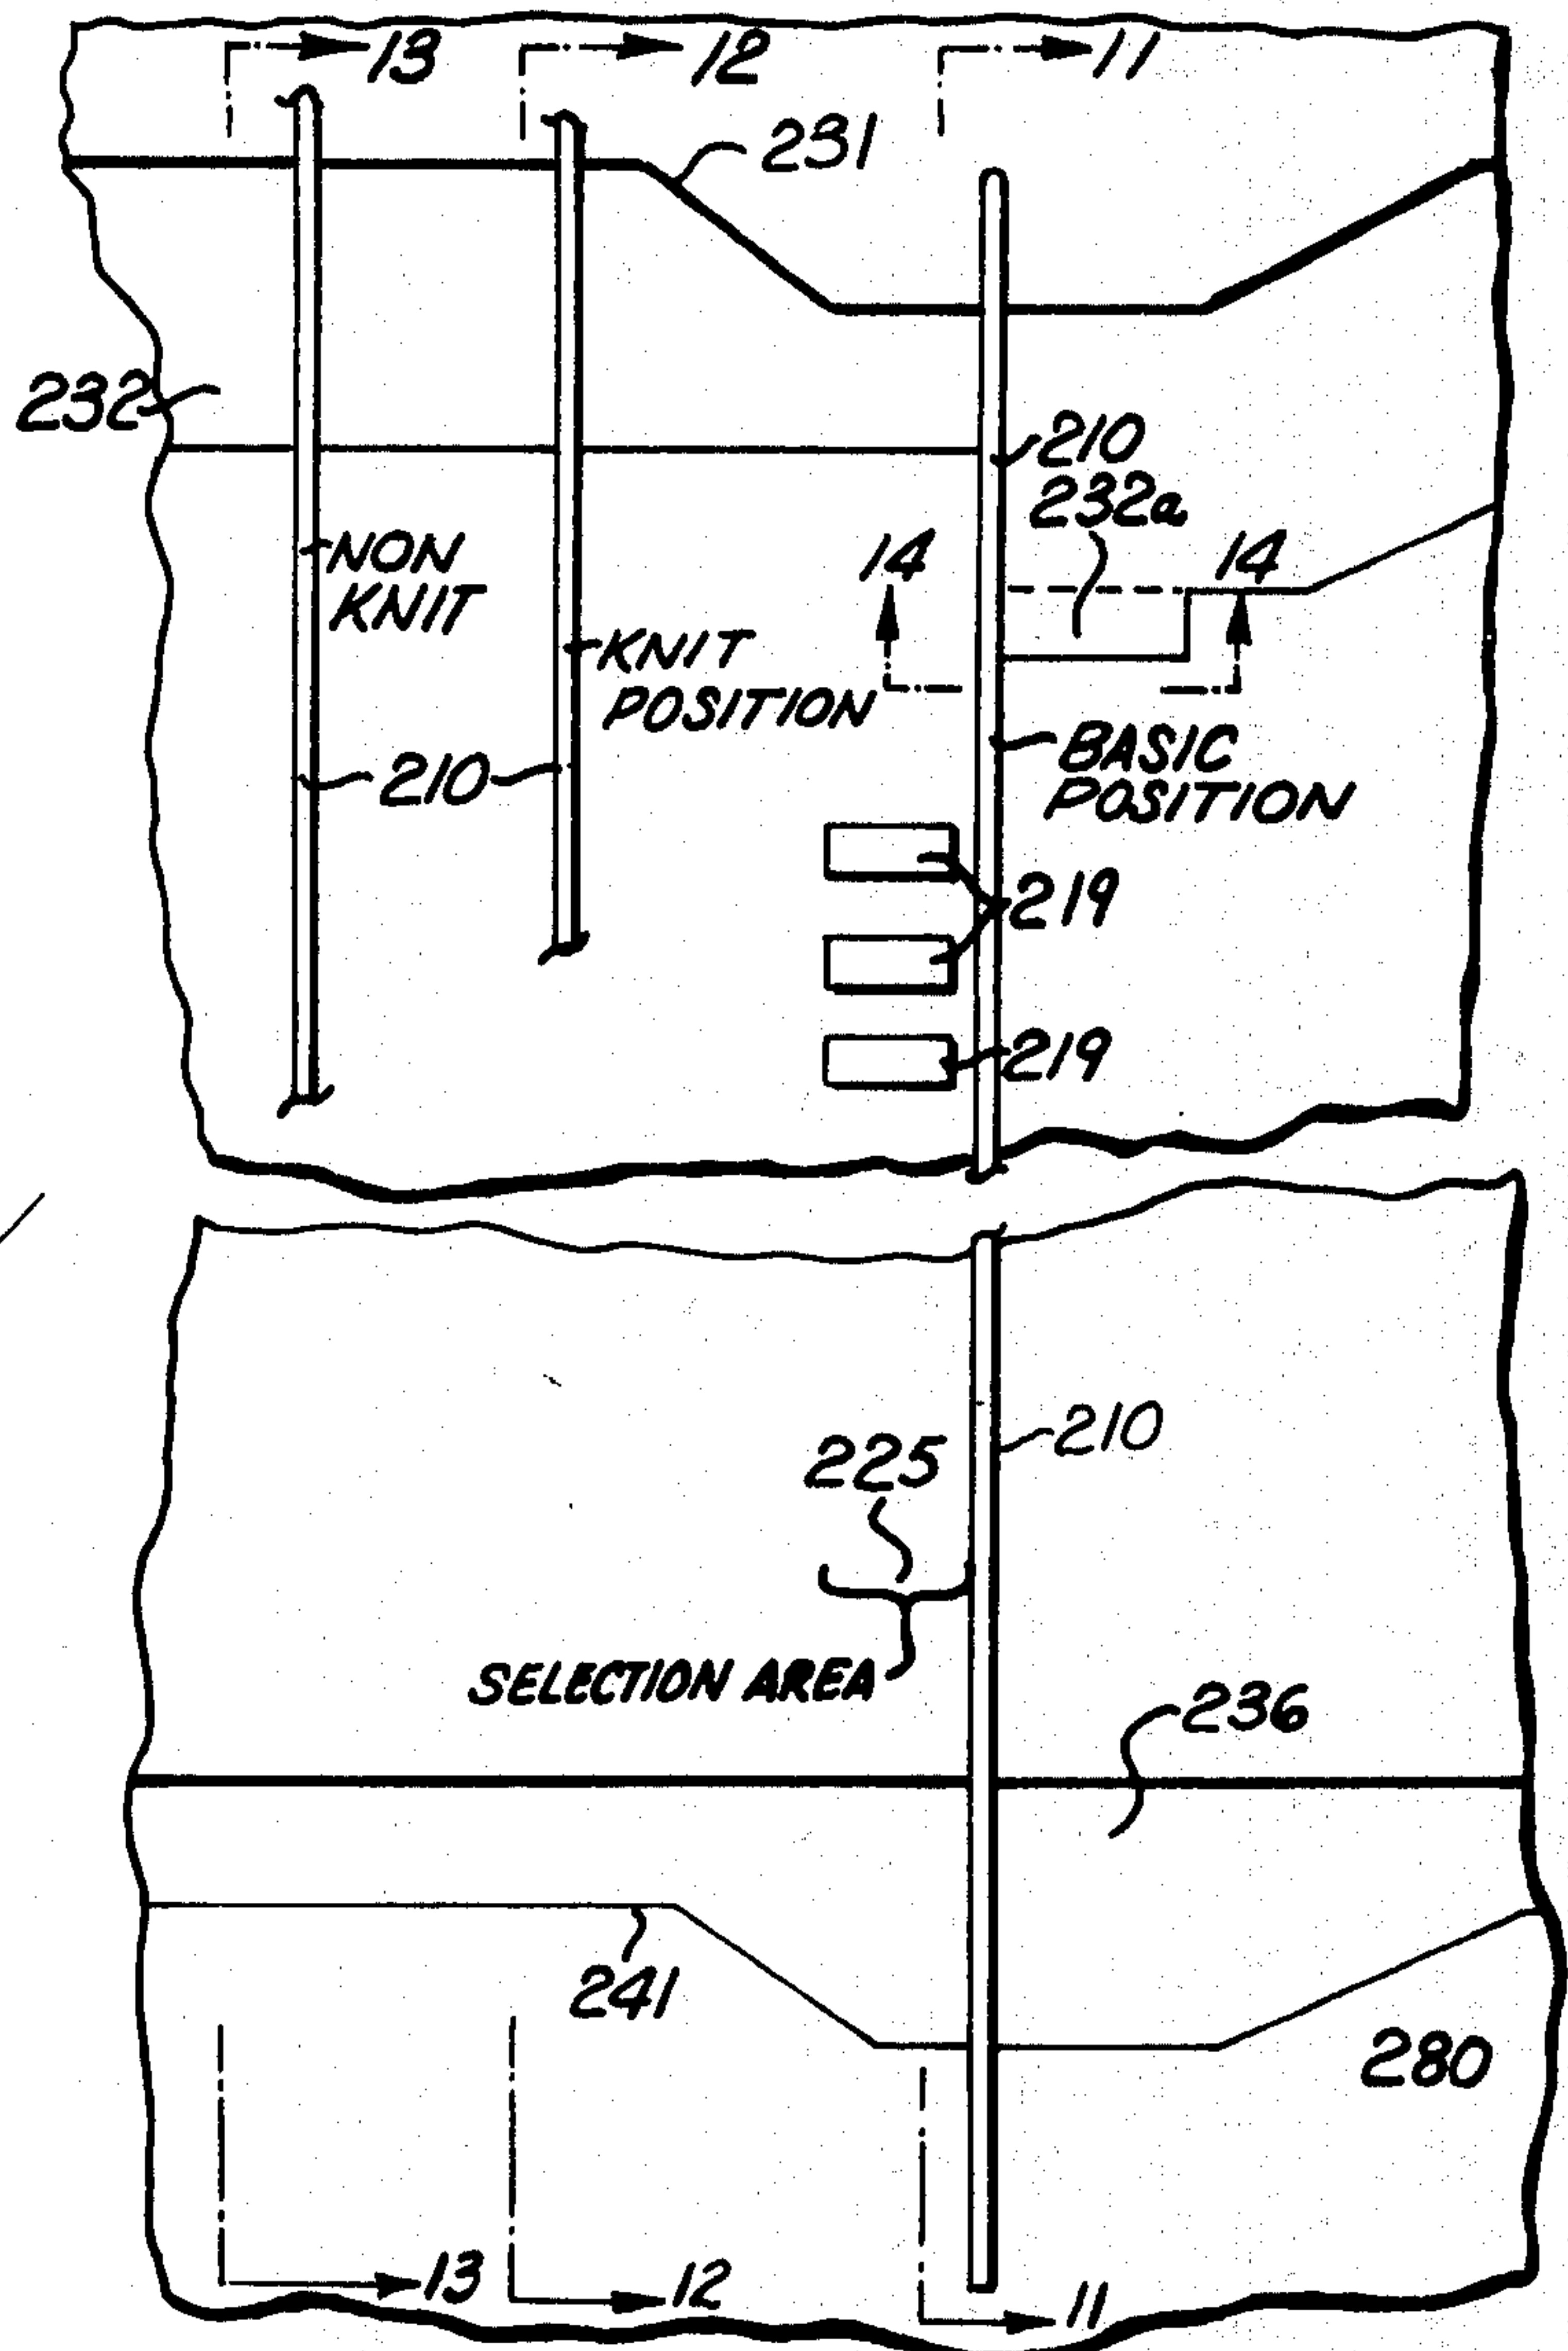 13
12
11
231
232
210
232a
NON
KNIT
14
14
KNIT
POSITION
BASIC
POSITION
210
219
219
210
225
SELECTION AREA
236
241
280
13
12
11